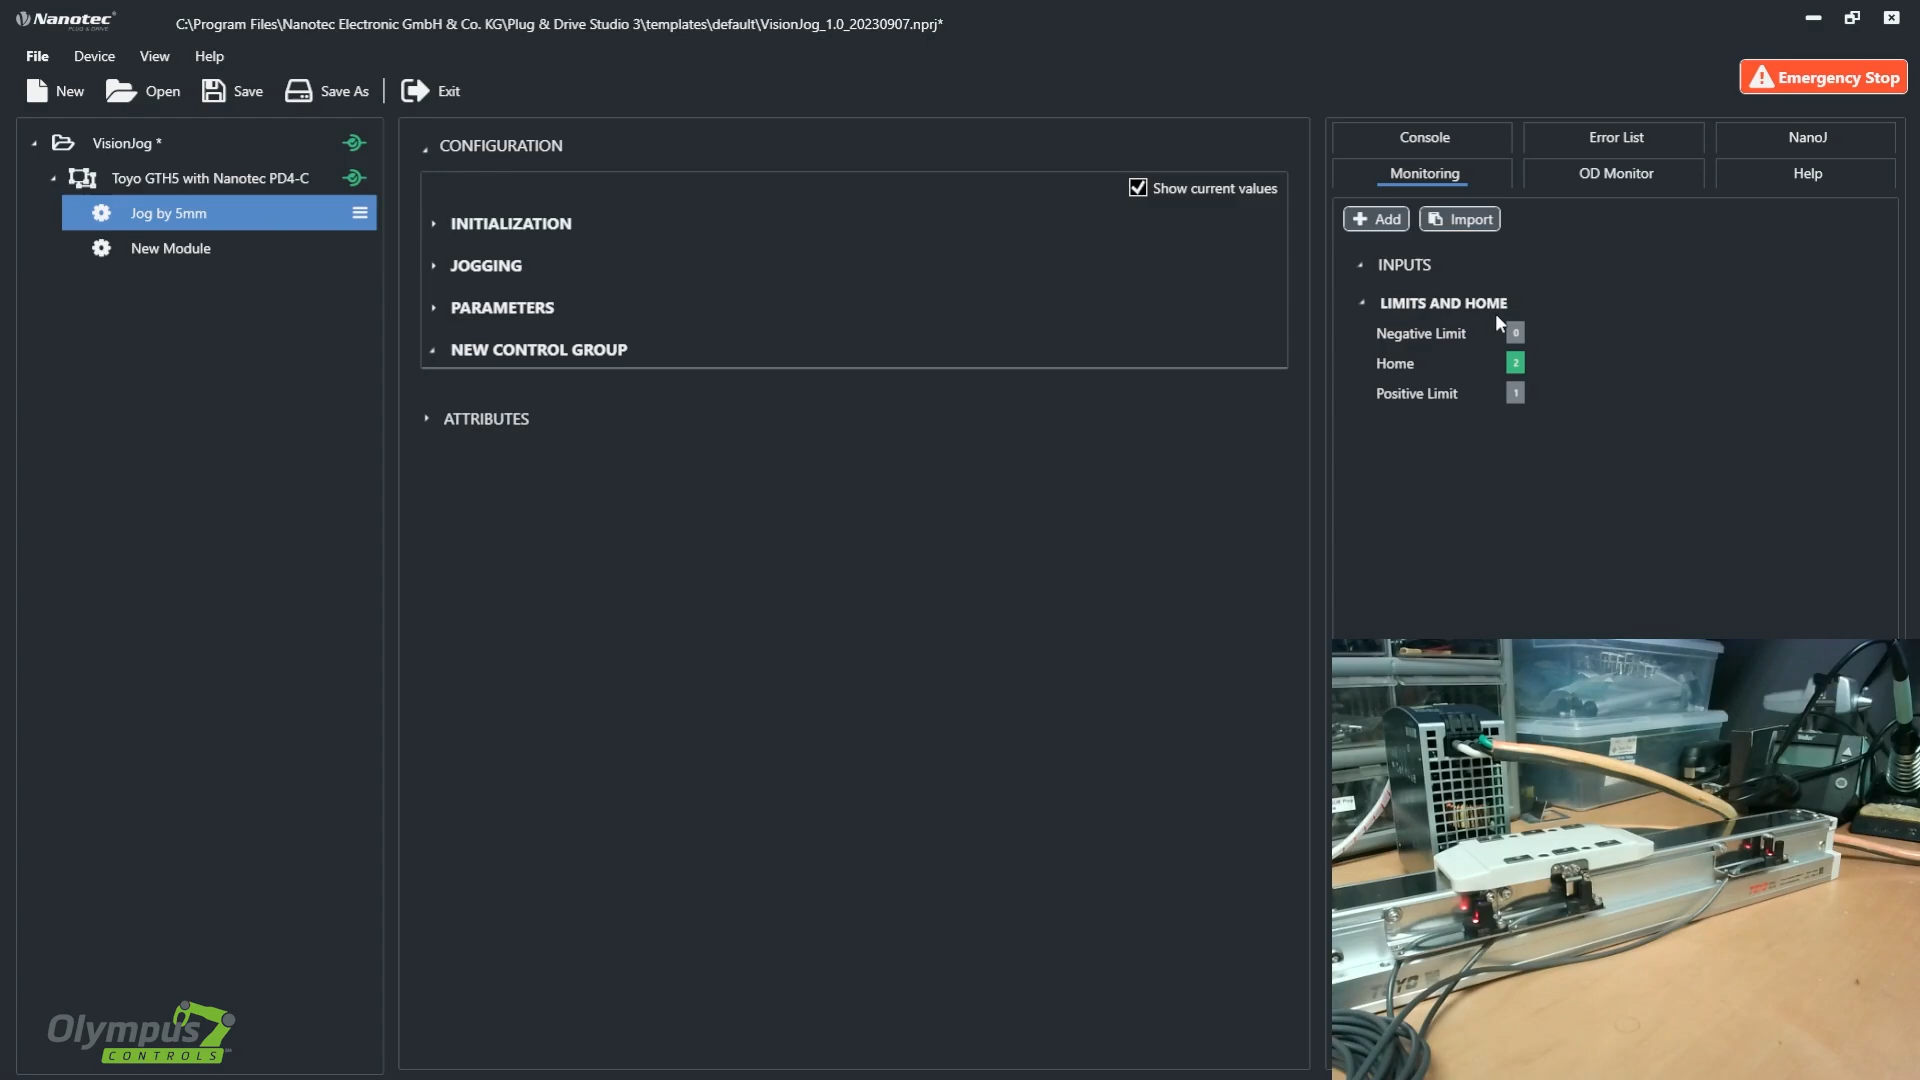 Nanotec
PLUG & DRIVE
C:\Program Files\Nanotec Electronic GmbH & Co. KG\Plug & Drive Studio 3\templates\default\VisionJog_1.0_20230907.nprj*
File Device View Help
New Open Save Save As Exit
Emergency Stop
VisionJog *
Toyo GTH5 with Nanotec PD4-C
Jog by 5mm
New Module
CONFIGURATION
Show current values
INITIALIZATION
JOGGING
PARAMETERS
NEW CONTROL GROUP
ATTRIBUTES
Console Error List NanoJ
Monitoring OD Monitor Help
Add Import
INPUTS
LIMITS AND HOME
Negative Limit 0
Home 2
Positive Limit 1
TOYO
Olympus
CONTROLS